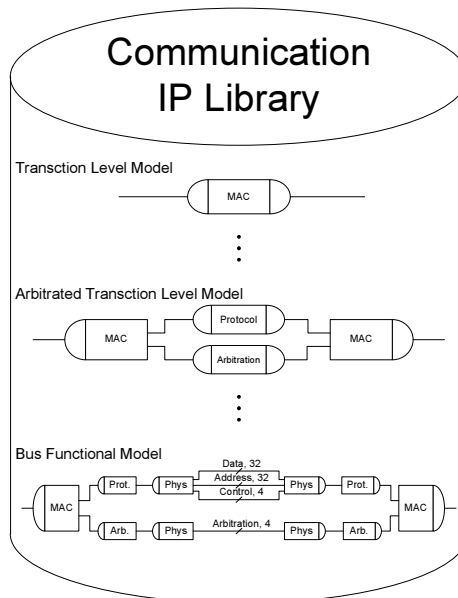 Communication
IP Library
Transction Level Model
MAC
Arbitrated Transction Level Model
Protocol
MAC
MAC
Arbitration
Bus Functional Model
Data, 32
Address, 32
Prot. Phys Phys Prot.
Control, 4
MAC MAC
Arbitration, 4
Arb. Phys Phys Arb.